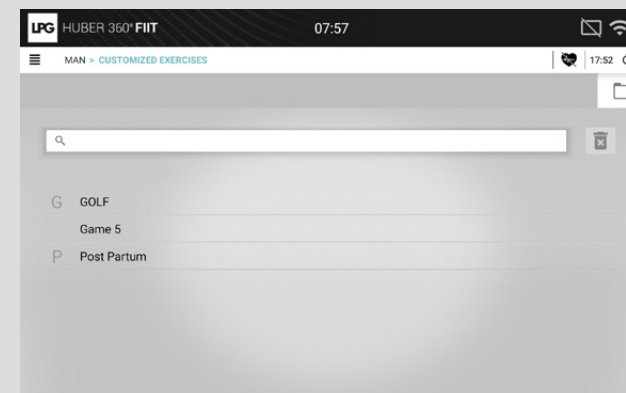 LPG HUBER 360° FIIT 07:57
MAN > CUSTOMIZED EXERCISES 17:52
G GOLF
Game 5
P Post Partum